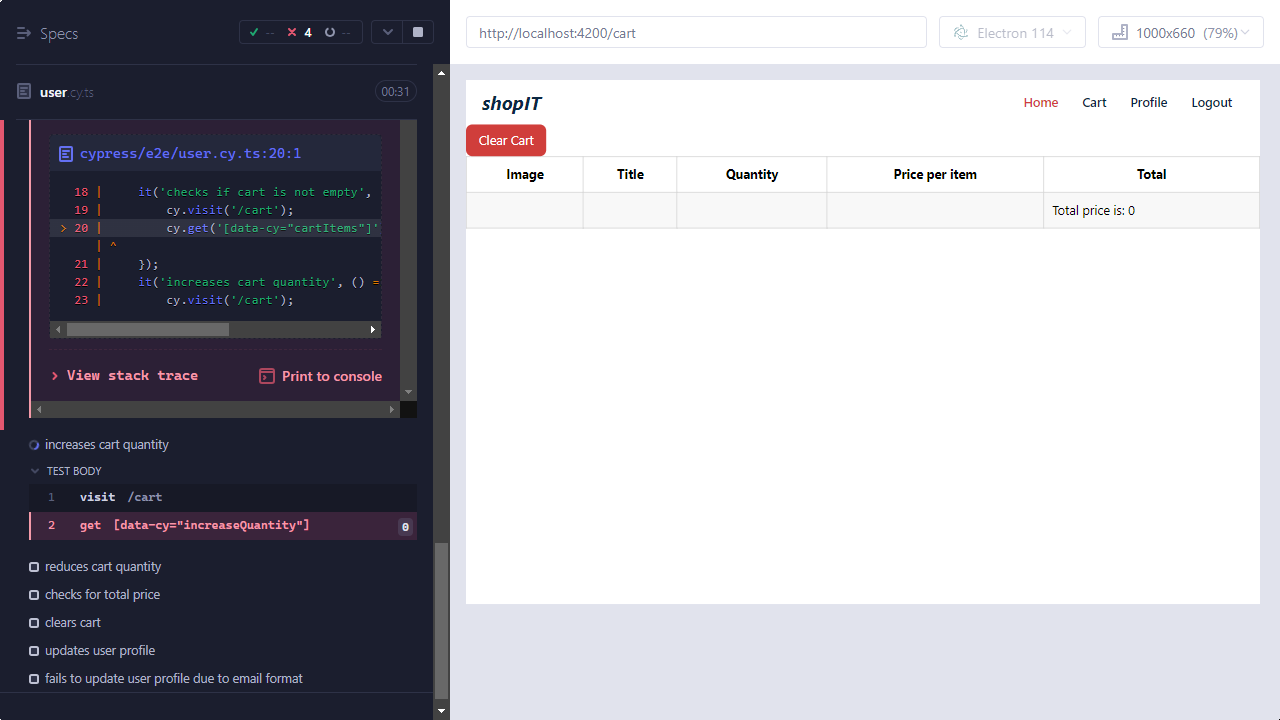 Specs
-- 4 --
user.cy.ts 00:31
cypress/e2e/user.cy.ts:20:1
18 | it('checks if cart is not empty',
19 | cy.visit('/cart');
> 20 | cy.get('[data-cy="cartItems"]'
| ^
21 | });
22 | it('increases cart quantity', () =
23 | cy.visit('/cart');
View stack trace Print to console
increases cart quantity
TEST BODY
1 visit /cart
2 get [data-cy="increaseQuantity"] 0
reduces cart quantity
checks for total price
clears cart
updates user profile
fails to update user profile due to email format
http://localhost:4200/cart Electron 114 1000x660 (79%)
shopIT Home Cart Profile Logout
Clear Cart
Image Title Quantity Price per item Total
Total price is: 0